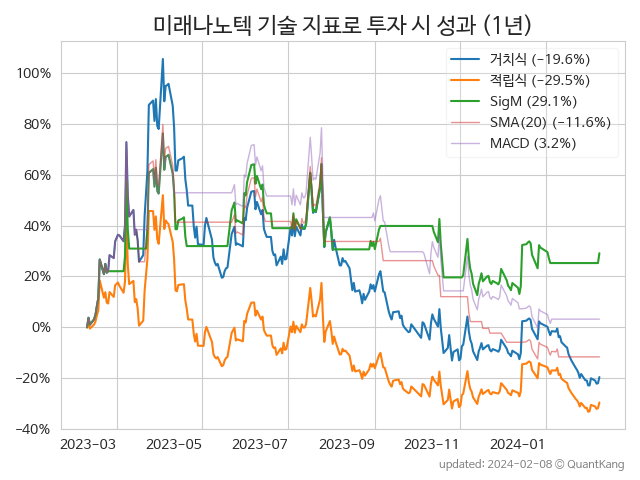 미래나노텍 기술 지표로 투자 시 성과 (1년)
거치식 (−19.6%)
적립식 (−29.5%)
SigM (29.1%)
SMA(20) (−11.6%)
MACD (3.2%)
100%
80%
60%
40%
20%
0%
−20%
−40%
2023-03 2023-05 2023-07 2023-09 2023-11 2024-01
updated: 2024-02-08 © QuantKang